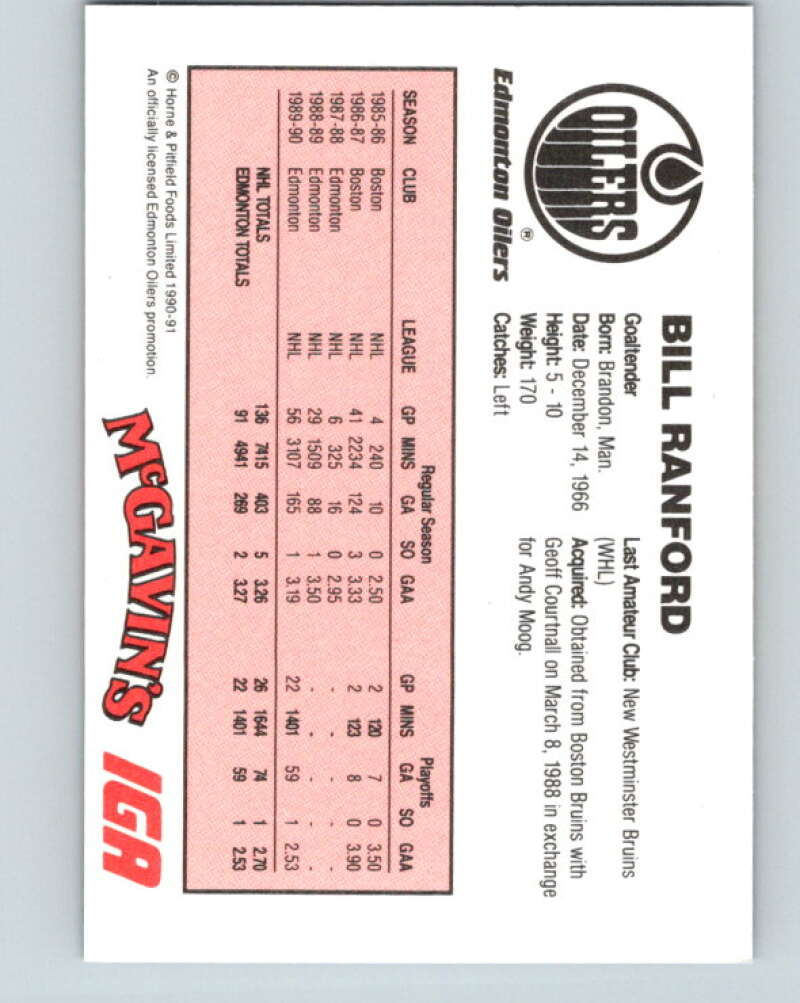 OILERS
®
Edmonton Oilers
BILL RANFORD
Goaltender
Born: Brandon, Man.
Date: December 14, 1966
Height: 5 - 10
Weight: 170
Catches: Left
Last Amateur Club: New Westminster Bruins
(WHL)
Acquired: Obtained from Boston Bruins with
Geoff Courtnall on March 8, 1988 in exchange
for Andy Moog.
Regular Season Playoffs
SEASON CLUB LEAGUE GP MINS GA SO GAA GP MINS GA SO GAA
1985-86 Boston NHL 4 240 10 0 2.50 2 120 7 0 3.50
1986-87 Boston NHL 41 2234 124 3 3.33 2 123 8 0 3.90
1987-88 Edmonton NHL 6 325 16 0 2.95 - - - - -
1988-89 Edmonton NHL 29 1509 88 1 3.50 - - - - -
1989-90 Edmonton NHL 56 3107 165 1 3.19 22 1401 59 1 2.53
NHL TOTALS 136 7415 403 5 3.26 26 1644 74 1 2.70
EDMONTON TOTALS 91 4941 269 2 3.27 22 1401 59 1 2.53
© Horne & Pitfield Foods Limited 1990-91
An officially licensed Edmonton Oilers promotion.
McGAVIN'S IGA